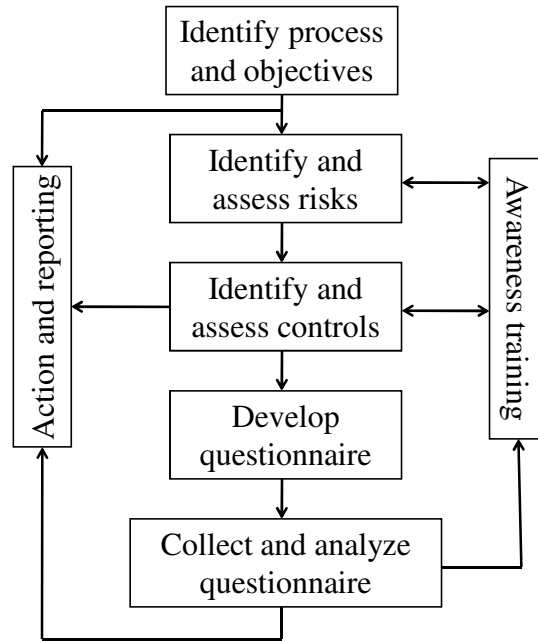 Identify process
and objectives
Identify and
assess risks
Action and reporting
Awareness training
Identify and
assess controls
Develop
questionnaire
Collect and analyze
questionnaire